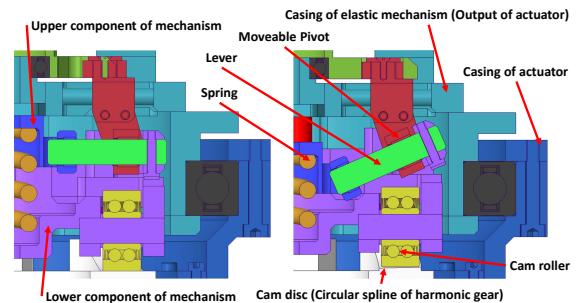 Upper component of mechanism
Casing of elastic mechanism (Output of actuator)
Moveable Pivot
Lever
Casing of actuator
Spring
Cam roller
Lower component of mechanism
Cam disc (Circular spline of harmonic gear)